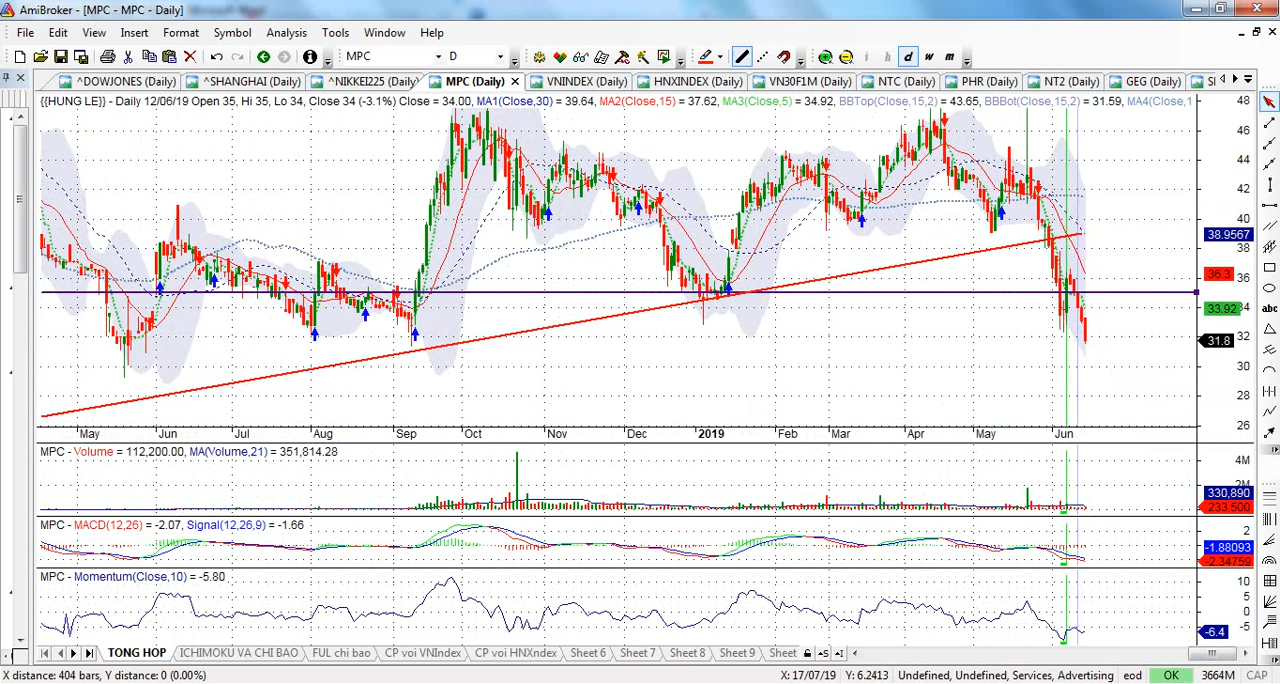 AmiBroker - [MPC - MPC - Daily]
File Edit View Insert Format Symbol Analysis Tools Window Help
MPC D i h d w m
^DOWJONES (Daily) ^SHANGHAI (Daily) ^NIKKEI225 (Daily) MPC (Daily) VNINDEX (Daily) HNXINDEX (Daily) VN30F1M (Daily) NTC (Daily) PHR (Daily) NT2 (Daily) GEG (Daily)
{{HUNG LE}} - Daily 12/06/19 Open 35, Hi 35, Lo 34, Close 34 (-3.1%) Close = 34.00, MA1(Close,30) = 39.64, MA2(Close,15) = 37.62, MA3(Close,5) = 34.92, BBTop(Close,15,2) = 43.65, BBBot(Close,15,2) = 31.59, MA4(Close,1
48
46
44
42
40
38.9567
38
36.3
36
33.92 34
31.8
32
30
28
26
abc
May Jun Jul Aug Sep Oct Nov Dec 2019 Feb Mar Apr May Jun
MPC - Volume = 112,200.00, MA(Volume,21) = 351,814.28
4M
2M
330,890
233,500
MPC - MACD(12,26) = -2.07, Signal(12,26,9) = -1.66
2
-1.88093
-2.34759
MPC - Momentum(Close,10) = -5.80
10
5
0
-5
-6.4
TONG HOP ICHIMOKU VA CHI BAO FUL chi bao CP voi VNIndex CP voi HNXndex Sheet 6 Sheet 7 Sheet 8 Sheet 9 Sheet
X distance: 404 bars, Y distance: 0 (0.00%) X: 17/07/19 Y: 6.2413 Undefined, Undefined, Services, Advertising eod OK 3664M CAP